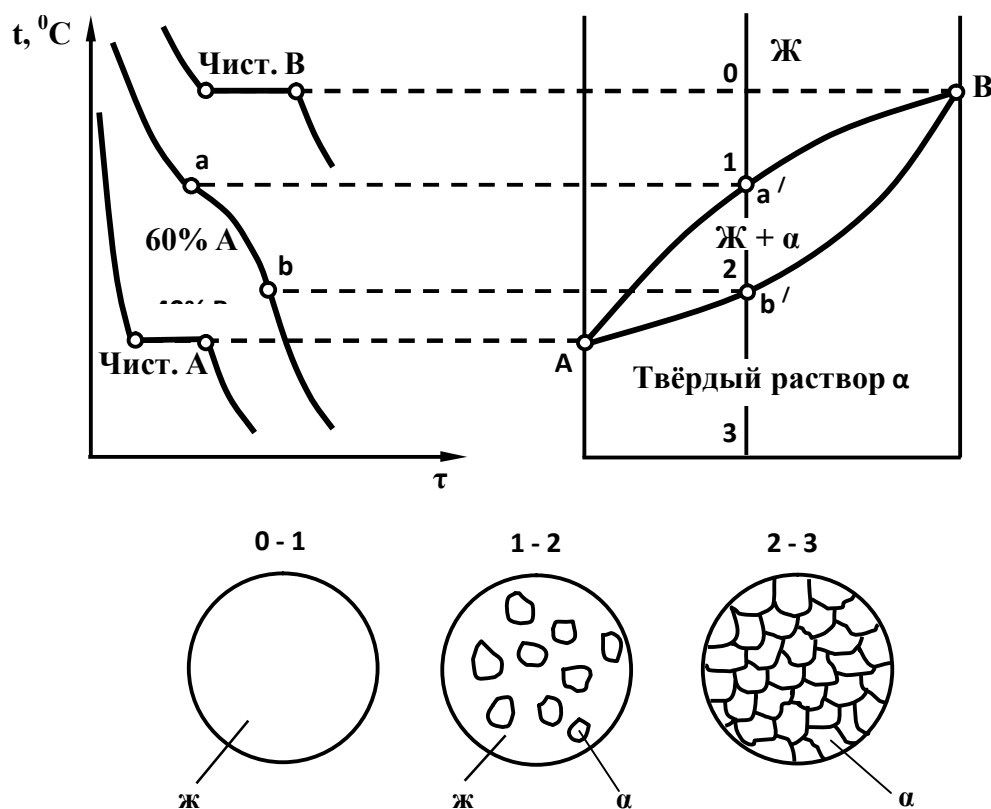 t, ⁰C
Чист. В
Ж
0
В
1
a
a /
60% А
Ж + α
2
b
b /
Чист. А
А
Твёрдый раствор α
3
τ
0 - 1
1 - 2
2 - 3
ж
ж
α
α